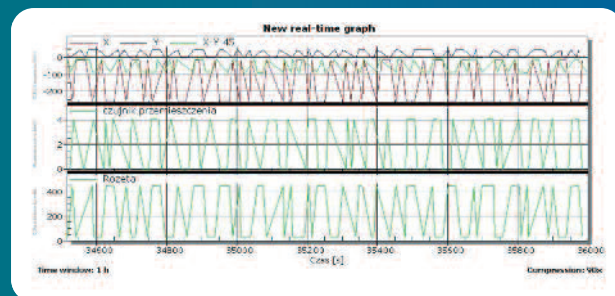 New real-time graph
X Y X-Y 45
0
-100
-200
czujnik przemieszczenia
4
2
0
Rozeta
400
200
0
34600 34800 35000 35200 35400 35600 35800 36000
Czas [s]
Time window: 1 h Compression: 90x